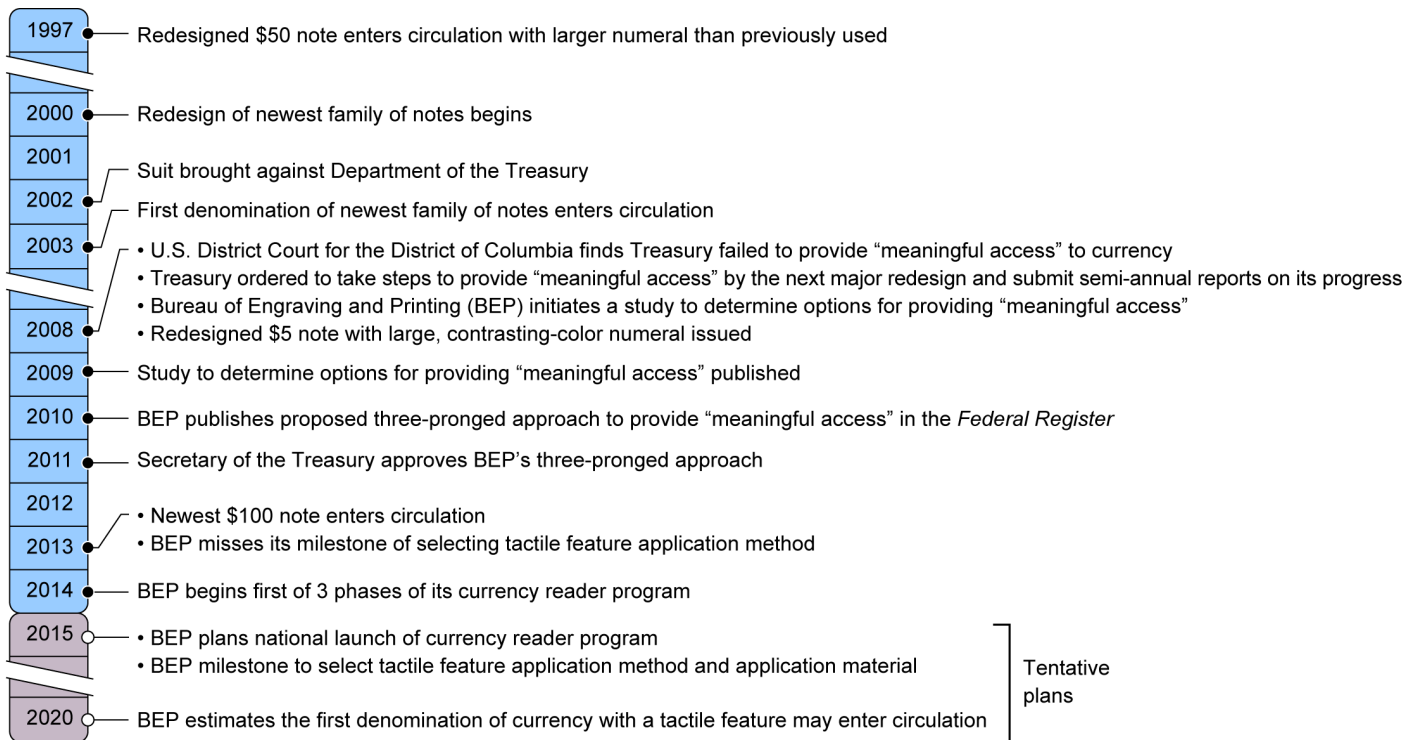 1997
Redesigned $50 note enters circulation with larger numeral than previously used
2000
Redesign of newest family of notes begins
2001
Suit brought against Department of the Treasury
2002
First denomination of newest family of notes enters circulation
2003
• U.S. District Court for the District of Columbia finds Treasury failed to provide “meaningful access” to currency
• Treasury ordered to take steps to provide “meaningful access” by the next major redesign and submit semi-annual reports on its progress
• Bureau of Engraving and Printing (BEP) initiates a study to determine options for providing “meaningful access”
2008
• Redesigned $5 note with large, contrasting-color numeral issued
2009
Study to determine options for providing “meaningful access” published
2010
BEP publishes proposed three-pronged approach to provide “meaningful access” in the Federal Register
2011
Secretary of the Treasury approves BEP’s three-pronged approach
2012
• Newest $100 note enters circulation
2013
• BEP misses its milestone of selecting tactile feature application method
2014
BEP begins first of 3 phases of its currency reader program
2015
• BEP plans national launch of currency reader program
• BEP milestone to select tactile feature application method and application material
Tentative
plans
2020
BEP estimates the first denomination of currency with a tactile feature may enter circulation